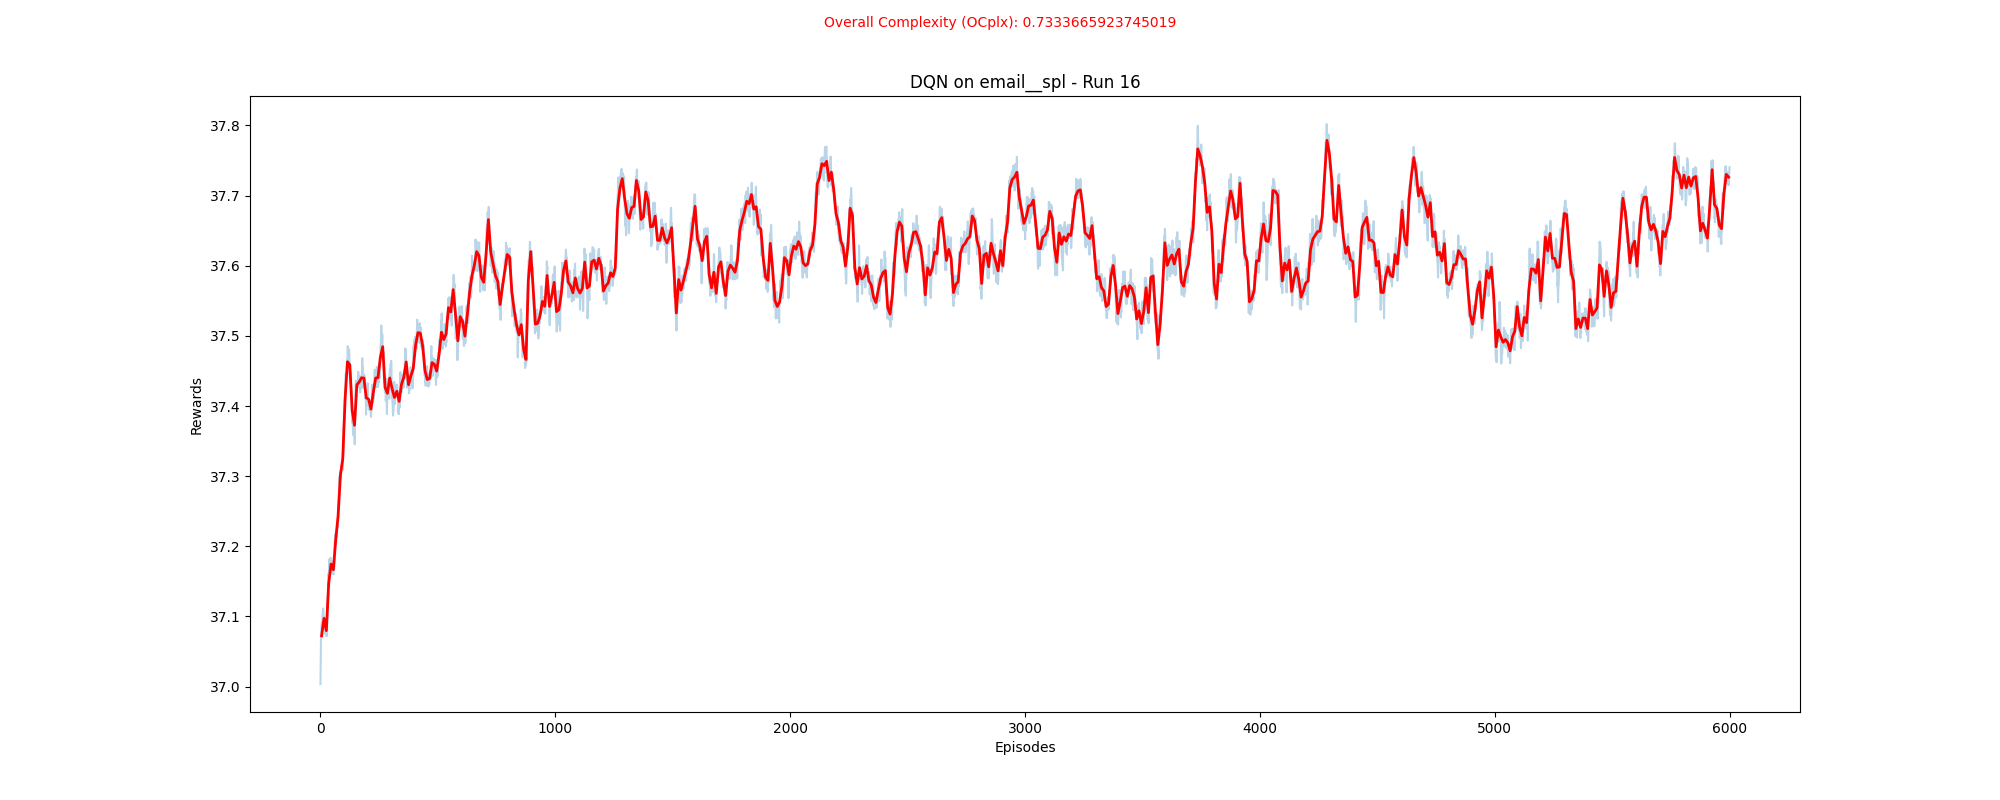 Overall Complexity (OCplx): 0.7333665923745019
DQN on email__spl - Run 16
37.8
37.7
37.6
37.5
37.4
37.3
37.2
37.1
37.0
Rewards
0 1000 2000 3000 4000 5000 6000
Episodes